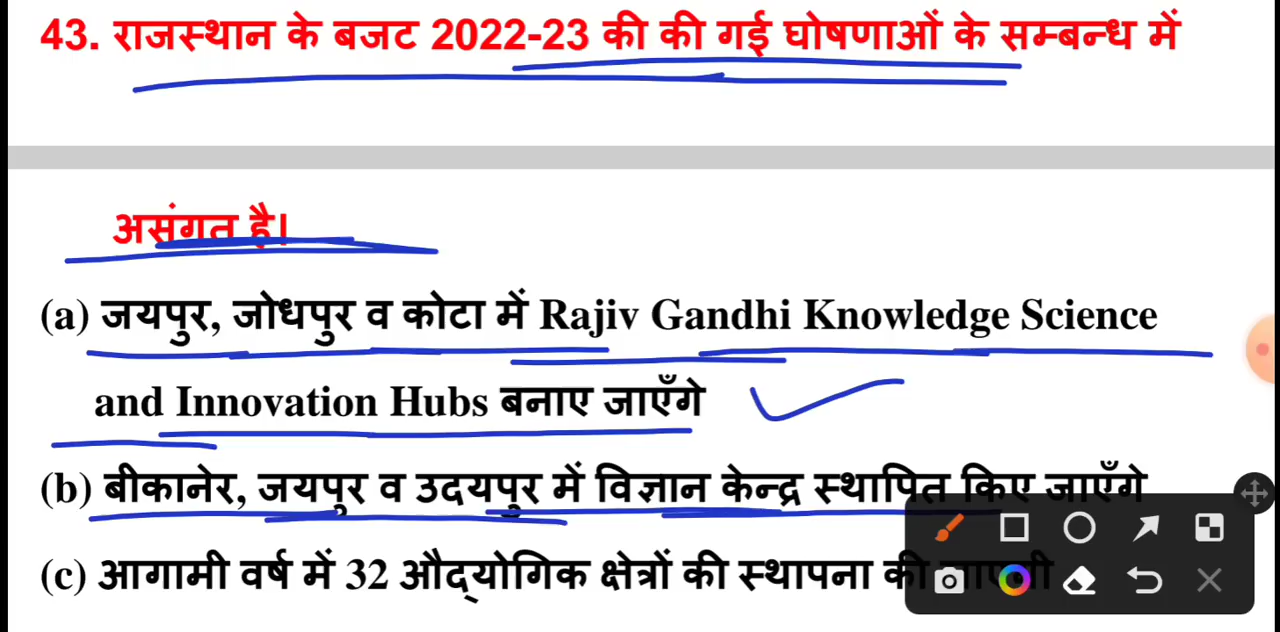 43. राजस्थान के बजट 2022-23 की की गई घोषणाओं के सम्बन्ध में
असंगत है।
(a) जयपुर, जोधपुर व कोटा में Rajiv Gandhi Knowledge Science
and Innovation Hubs बनाए जाएँगे
(b) बीकानेर, जयपुर व उदयपुर में विज्ञान केन्द्र स्थापित किए जाएँगे
(c) आगामी वर्ष में 32 औद्योगिक क्षेत्रों की स्थापना की